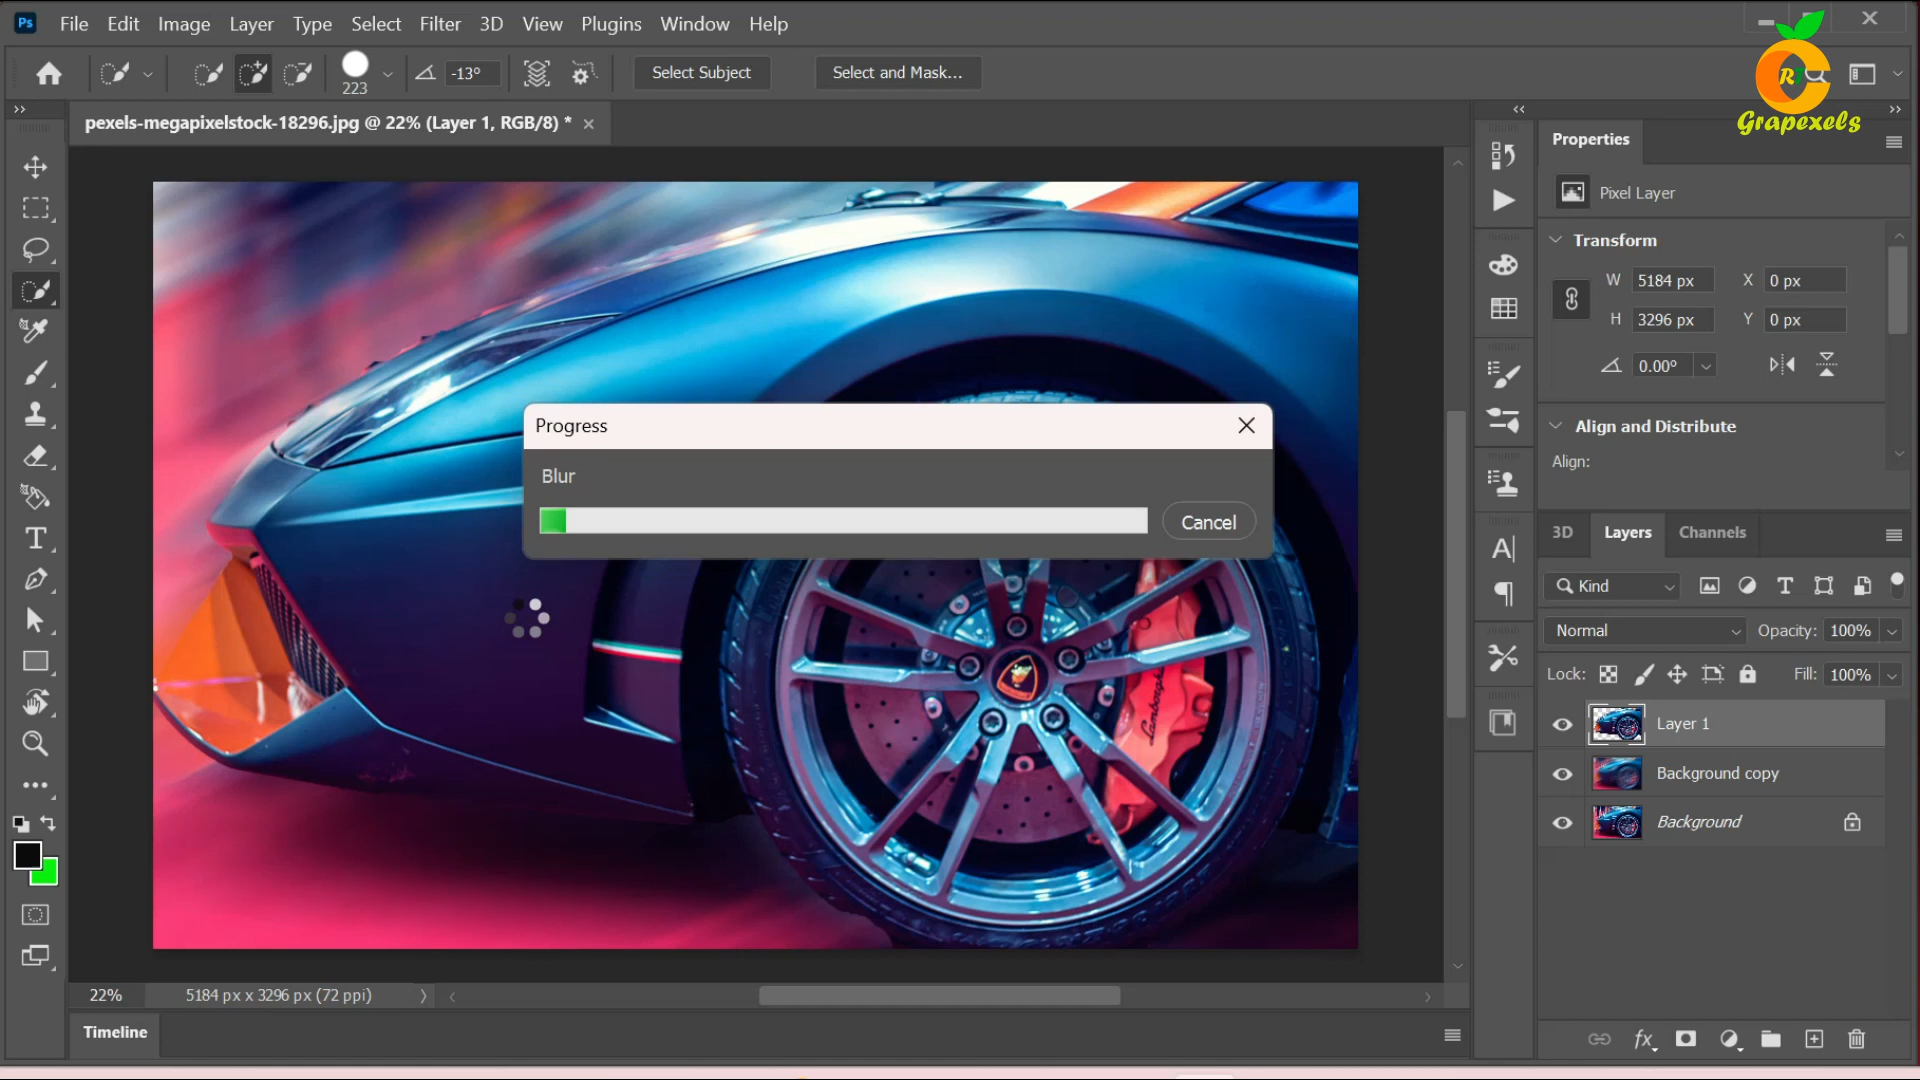 Ps File Edit Image Layer Type Select Filter 3D View Plugins Window Help
223 -13° Select Subject Select and Mask...
RT
Grapexels
pexels-megapixelstock-18296.jpg @ 22% (Layer 1, RGB/8) *
Properties
Pixel Layer
Transform
W 5184 px X 0 px
H 3296 px Y 0 px
0.00°
Align and Distribute
Align:
Progress
Blur
Cancel
Lamborghini
3D Layers Channels
Kind
Normal Opacity: 100%
Lock: Fill: 100%
Layer 1
Background copy
Background
22% 5184 px x 3296 px (72 ppi)
Timeline